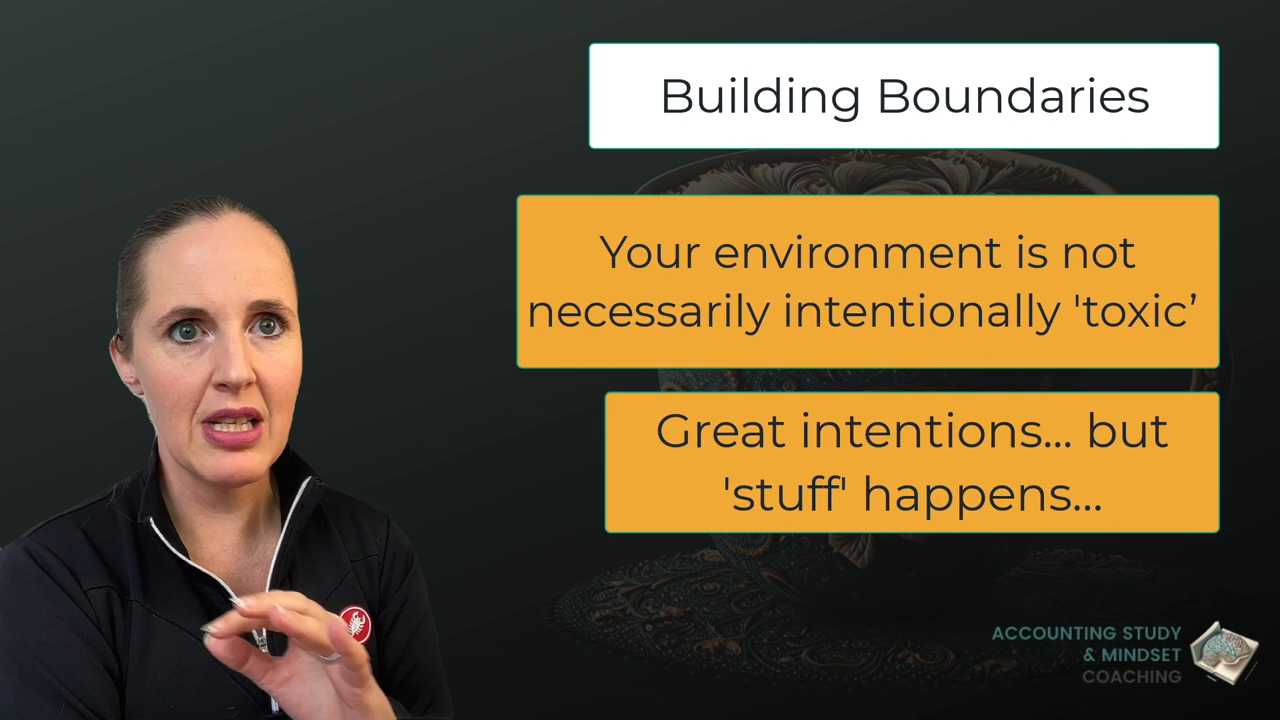 Building Boundaries
Your environment is not
necessarily intentionally 'toxic’
Great intentions... but
'stuff' happens...
ACCOUNTING STUDY
& MINDSET
COACHING